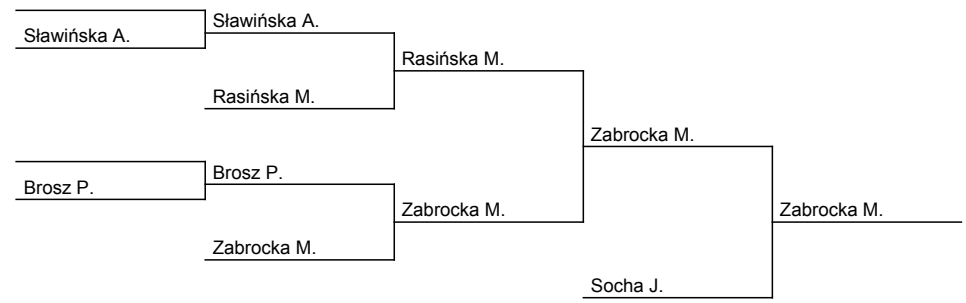 Sławińska A.
Sławińska A.
Rasińska M.
Rasińska M.
Zabrocka M.
Brosz P.
Brosz P.
Zabrocka M.
Zabrocka M.
Zabrocka M.
Socha J.